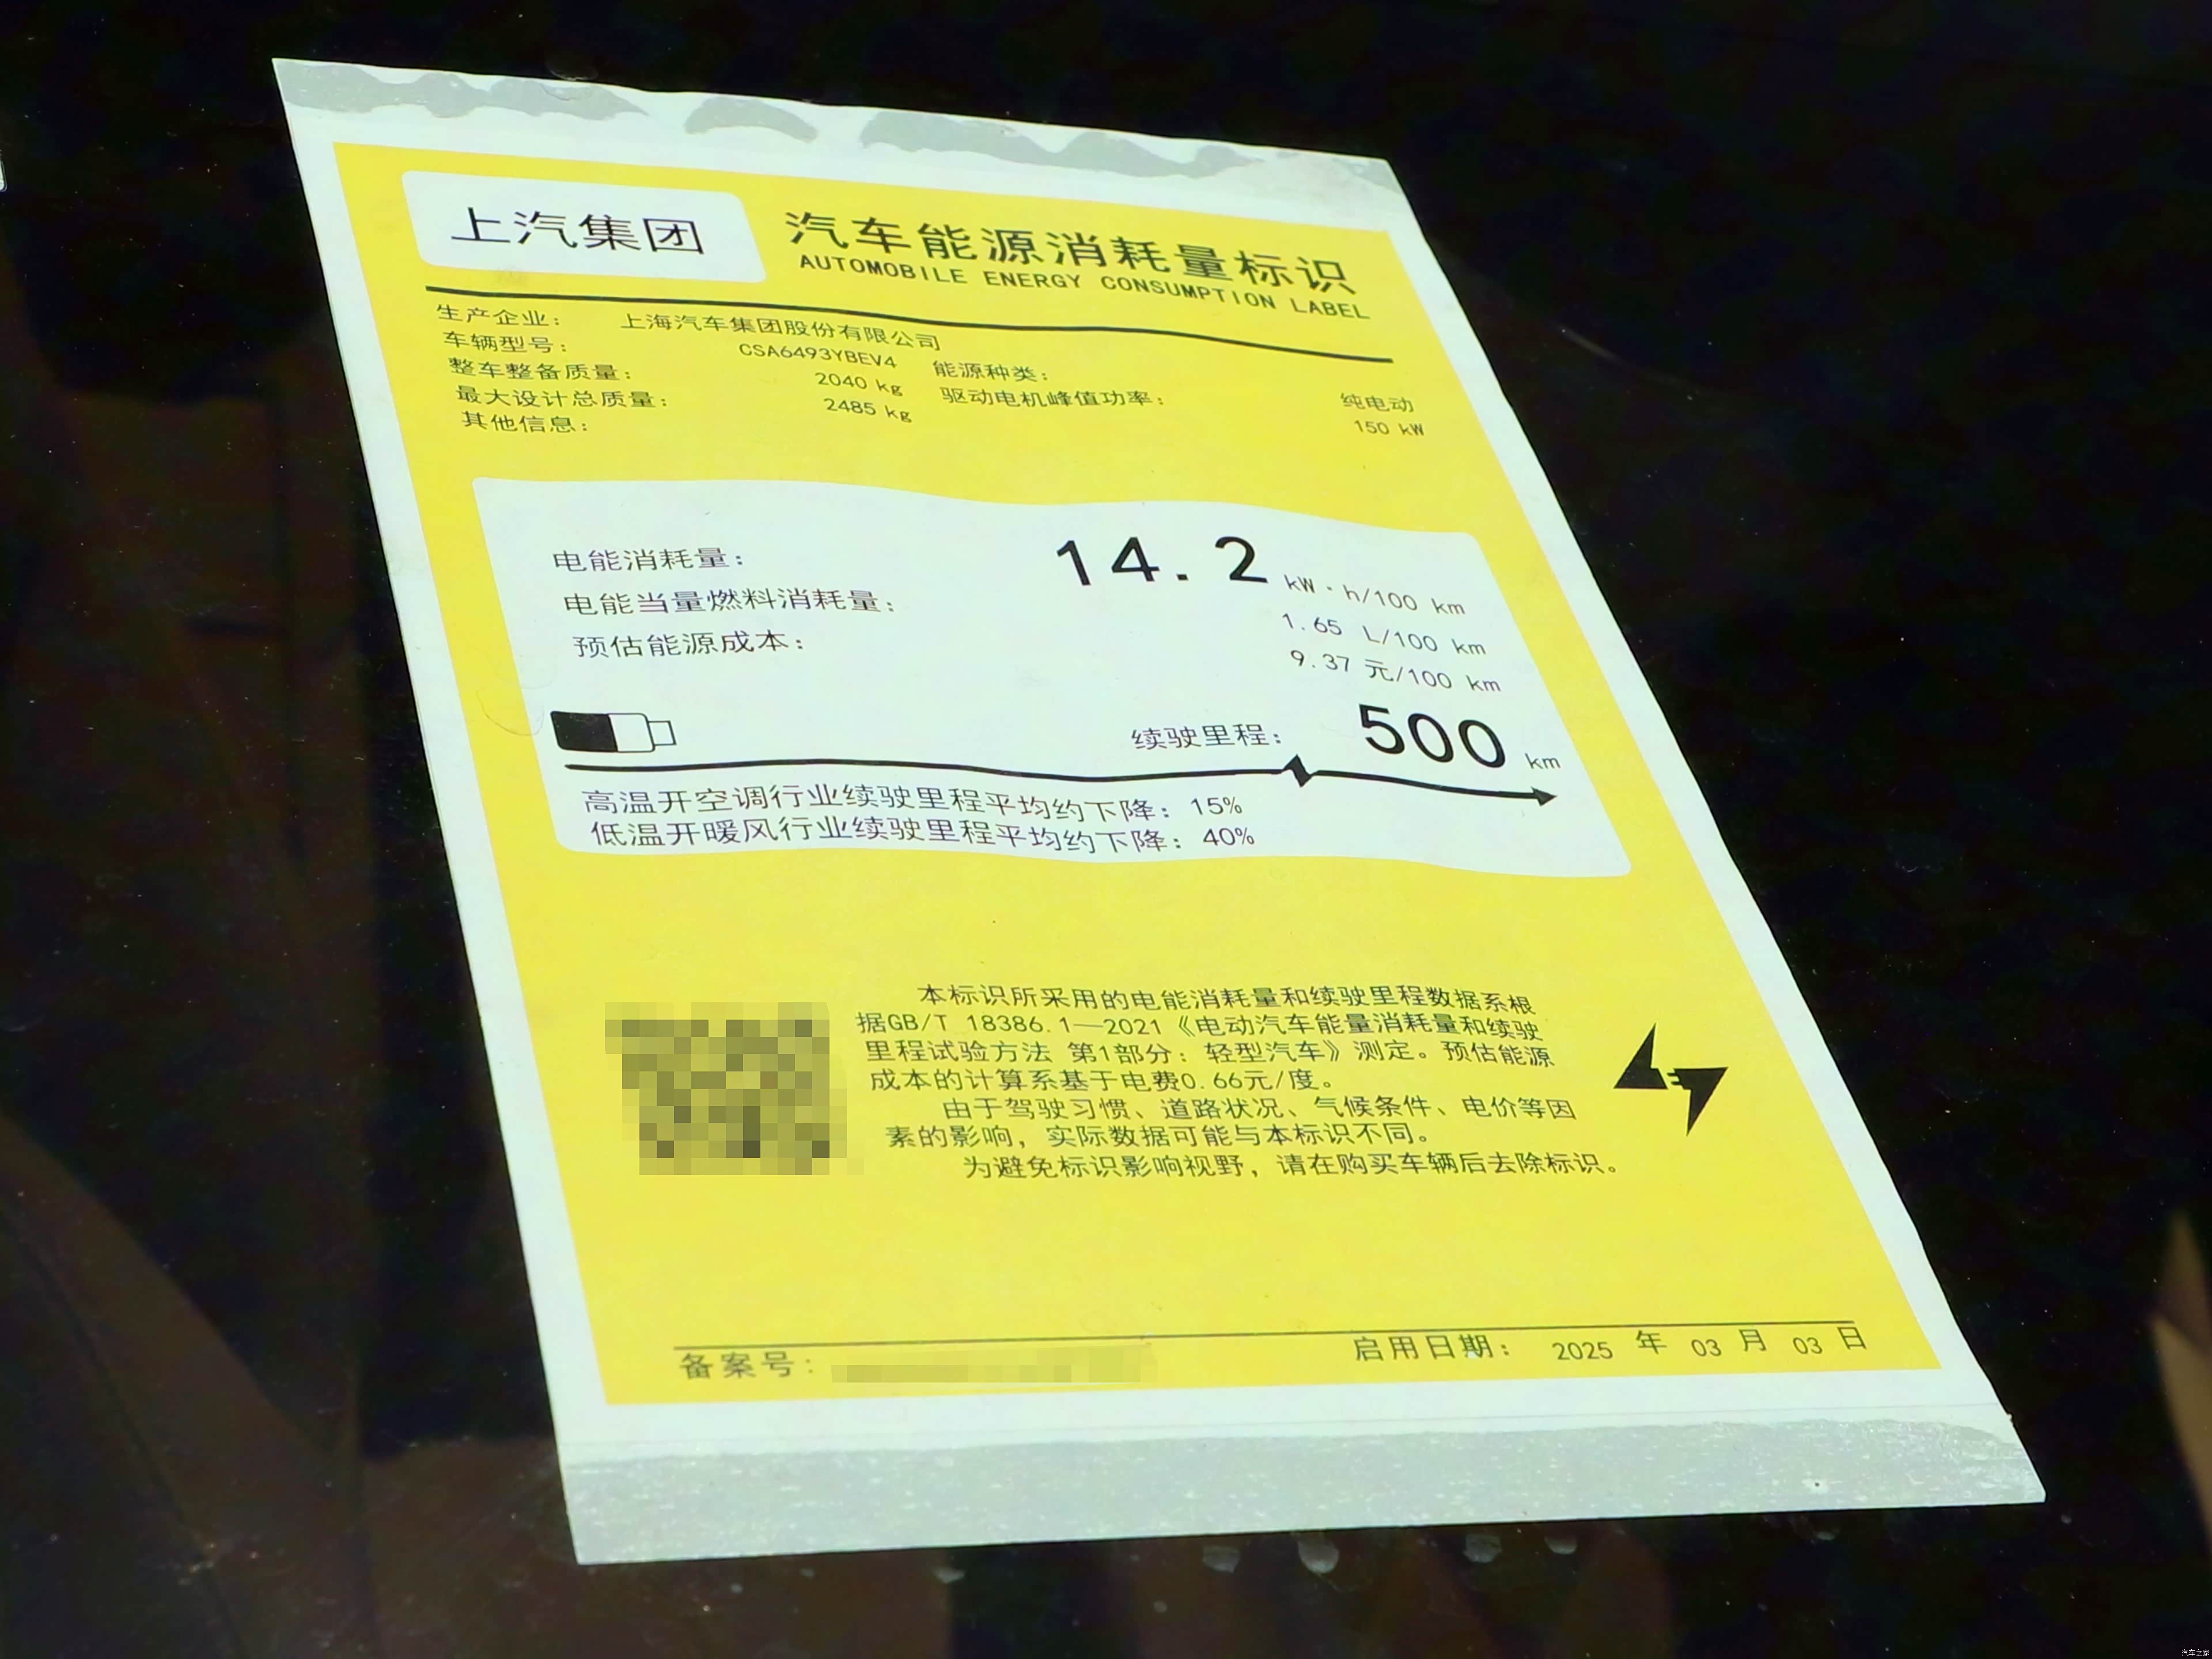 上汽集团
汽车能源消耗量标识
AUTOMOBILE ENERGY CONSUMPTION LABEL
生产企业： 上海汽车集团股份有限公司
车辆型号： CSA6493YBEV4 能源种类： 纯电动
整车整备质量： 2040 kg 驱动电机峰值功率： 150 kW
最大设计总质量： 2485 kg
其他信息：
电能消耗量： 14.2 kW·h/100 km
电能当量燃料消耗量： 1.65 L/100 km
预估能源成本： 9.37 元/100 km
续驶里程： 500 km
高温开空调行业续驶里程平均约下降： 15%
低温开暖风行业续驶里程平均约下降： 40%
本标识所采用的电能消耗量和续驶里程数据系根
据GB/T 18386.1—2021《电动汽车能量消耗量和续驶
里程试验方法 第1部分：轻型汽车》测定。预估能源
成本的计算系基于电费0.66元/度。
由于驾驶习惯、道路状况、气候条件、电价等因
素的影响，实际数据可能与本标识不同。
为避免标识影响视野，请在购买车辆后去除标识。
备案号： 启用日期： 2025 年 03 月 03 日
汽车之家